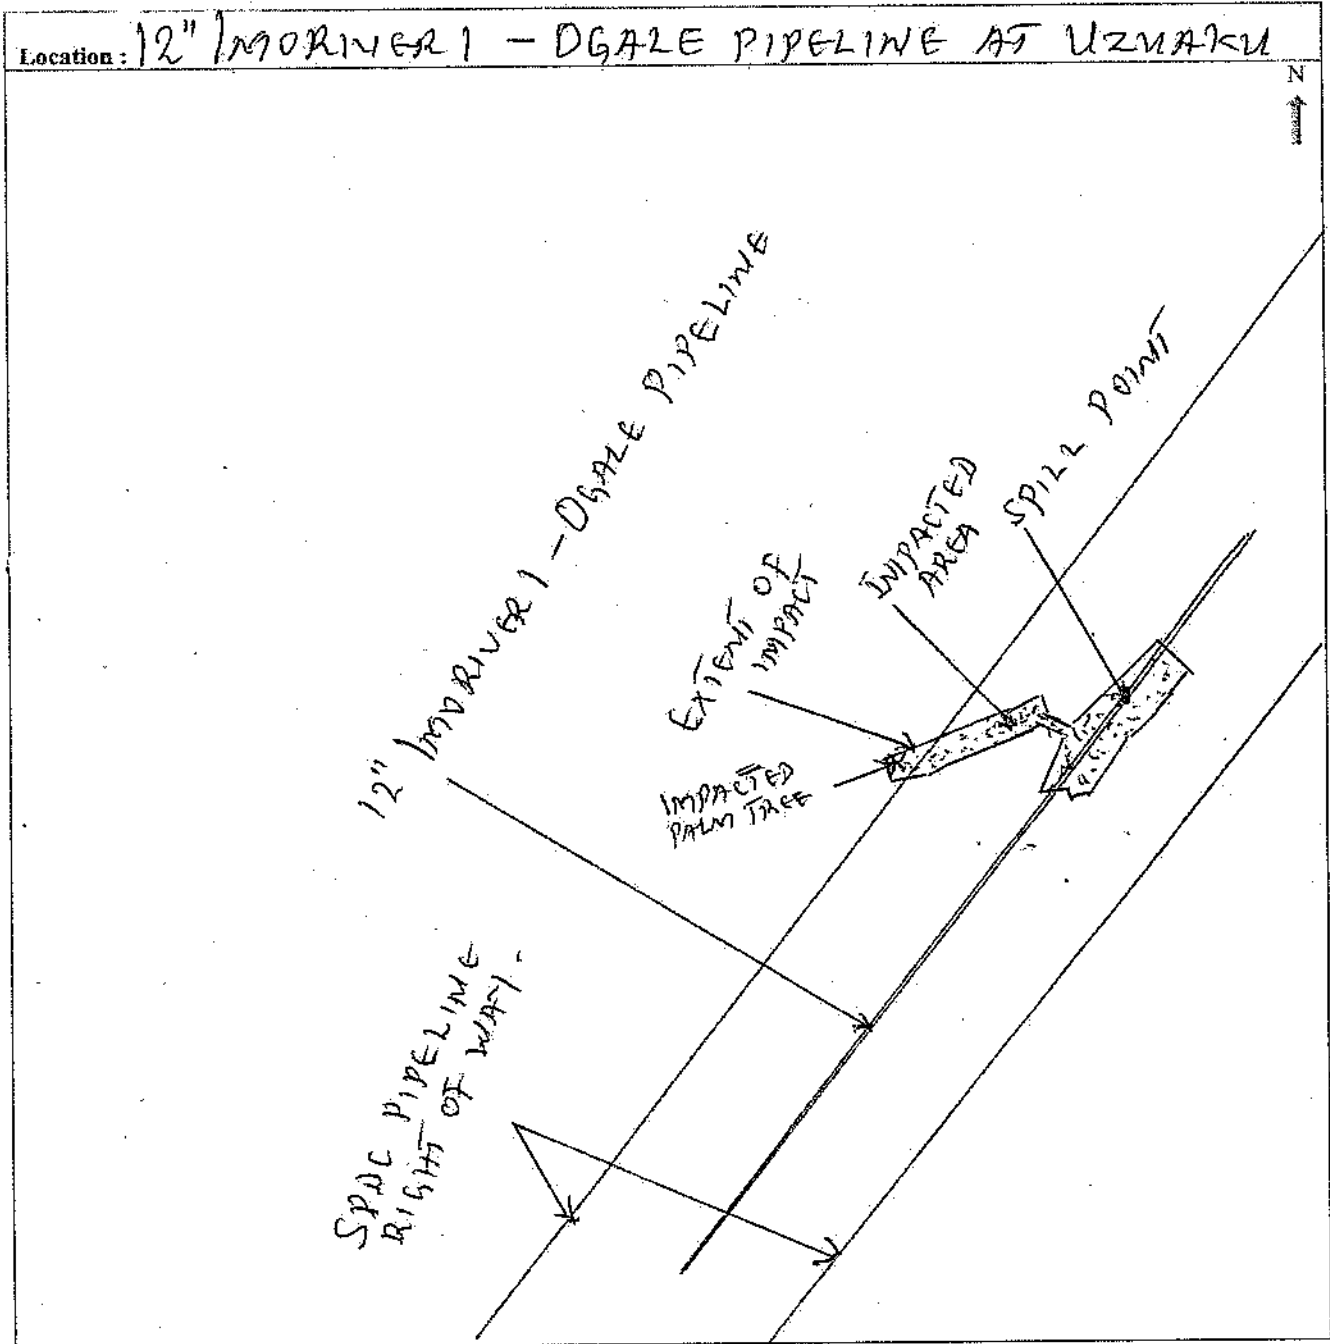 Location : 12" IMORIVER 1 - OGALE PIPELINE AT UZUAKU
N
12" IMORIVER 1 - OGALE PIPELINE
SPILL POINT
IMPACTED
AREA
EXTENT OF
IMPACT
IMPACTED
PALM TREE
SPDC PIPELINE
RIGHT OF WAY.